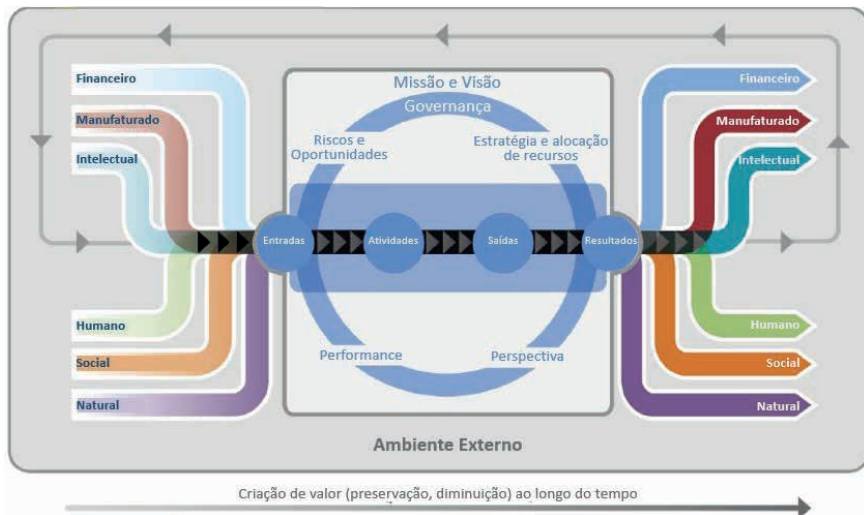 Financeiro
Manufaturado
Intelectual
Humano
Social
Natural
Missão e Visão
Governança
Riscos e
Oportunidades
Estratégia e alocação
de recursos
Entradas
Atividades
Saídas
Resultados
Performance
Perspectiva
Financeiro
Manufaturado
Intelectual
Humano
Social
Natural
Ambiente Externo
Criação de valor (preservação, diminuição) ao longo do tempo